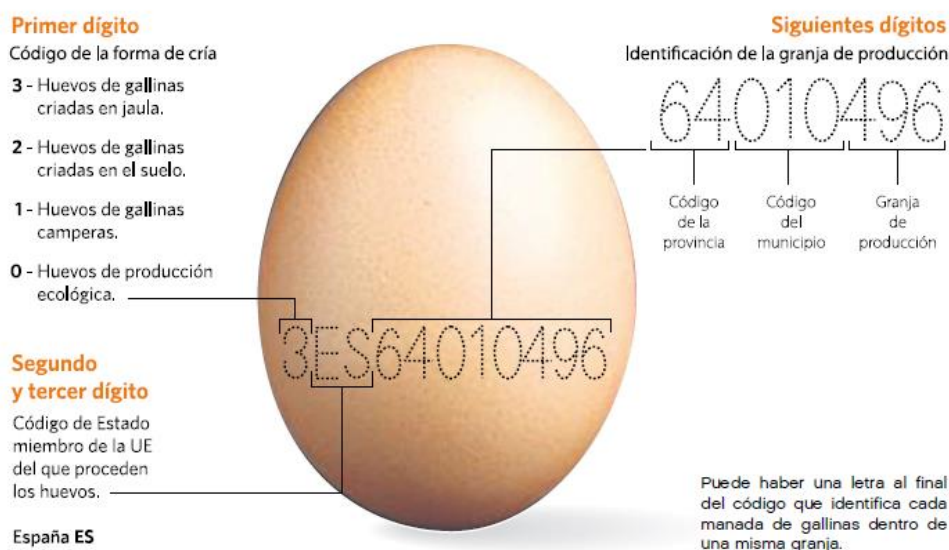 Primer dígito
Código de la forma de cría
3 - Huevos de gallinas
criadas en jaula.
2 - Huevos de gallinas
criadas en el suelo.
1 - Huevos de gallinas
camperas.
0 - Huevos de producción
ecológica.
Segundo
y tercer dígito
Código de Estado
miembro de la UE
del que proceden
los huevos.
España ES
3ES64010496
Siguientes dígitos
Identificación de la granja de producción
64010496
Código
de la
provincia
Código
del
municipio
Granja
de
producción
Puede haber una letra al final
del código que identifica cada
manada de gallinas dentro de
una misma granja.